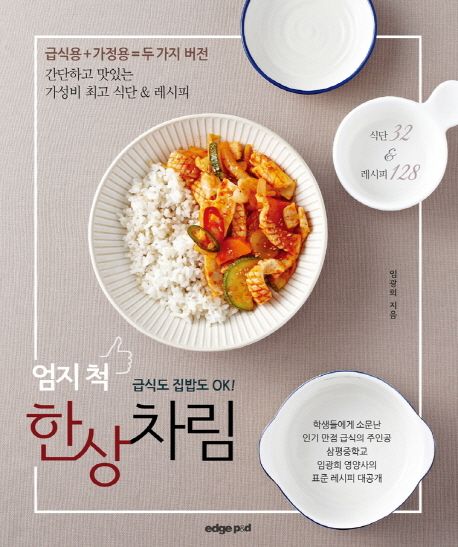 급식용+가정용=두 가지 버전
간단하고 맛있는
가성비 최고 식단 & 레시피
식단 32
&
레시피 128
임광희 지음
엄지 척
급식도 집밥도 OK!
한상차림
학생들에게 소문난
인기 만점 급식의 주인공
삼평중학교
임광희 영양사의
표준 레시피 대공개
edge p&d